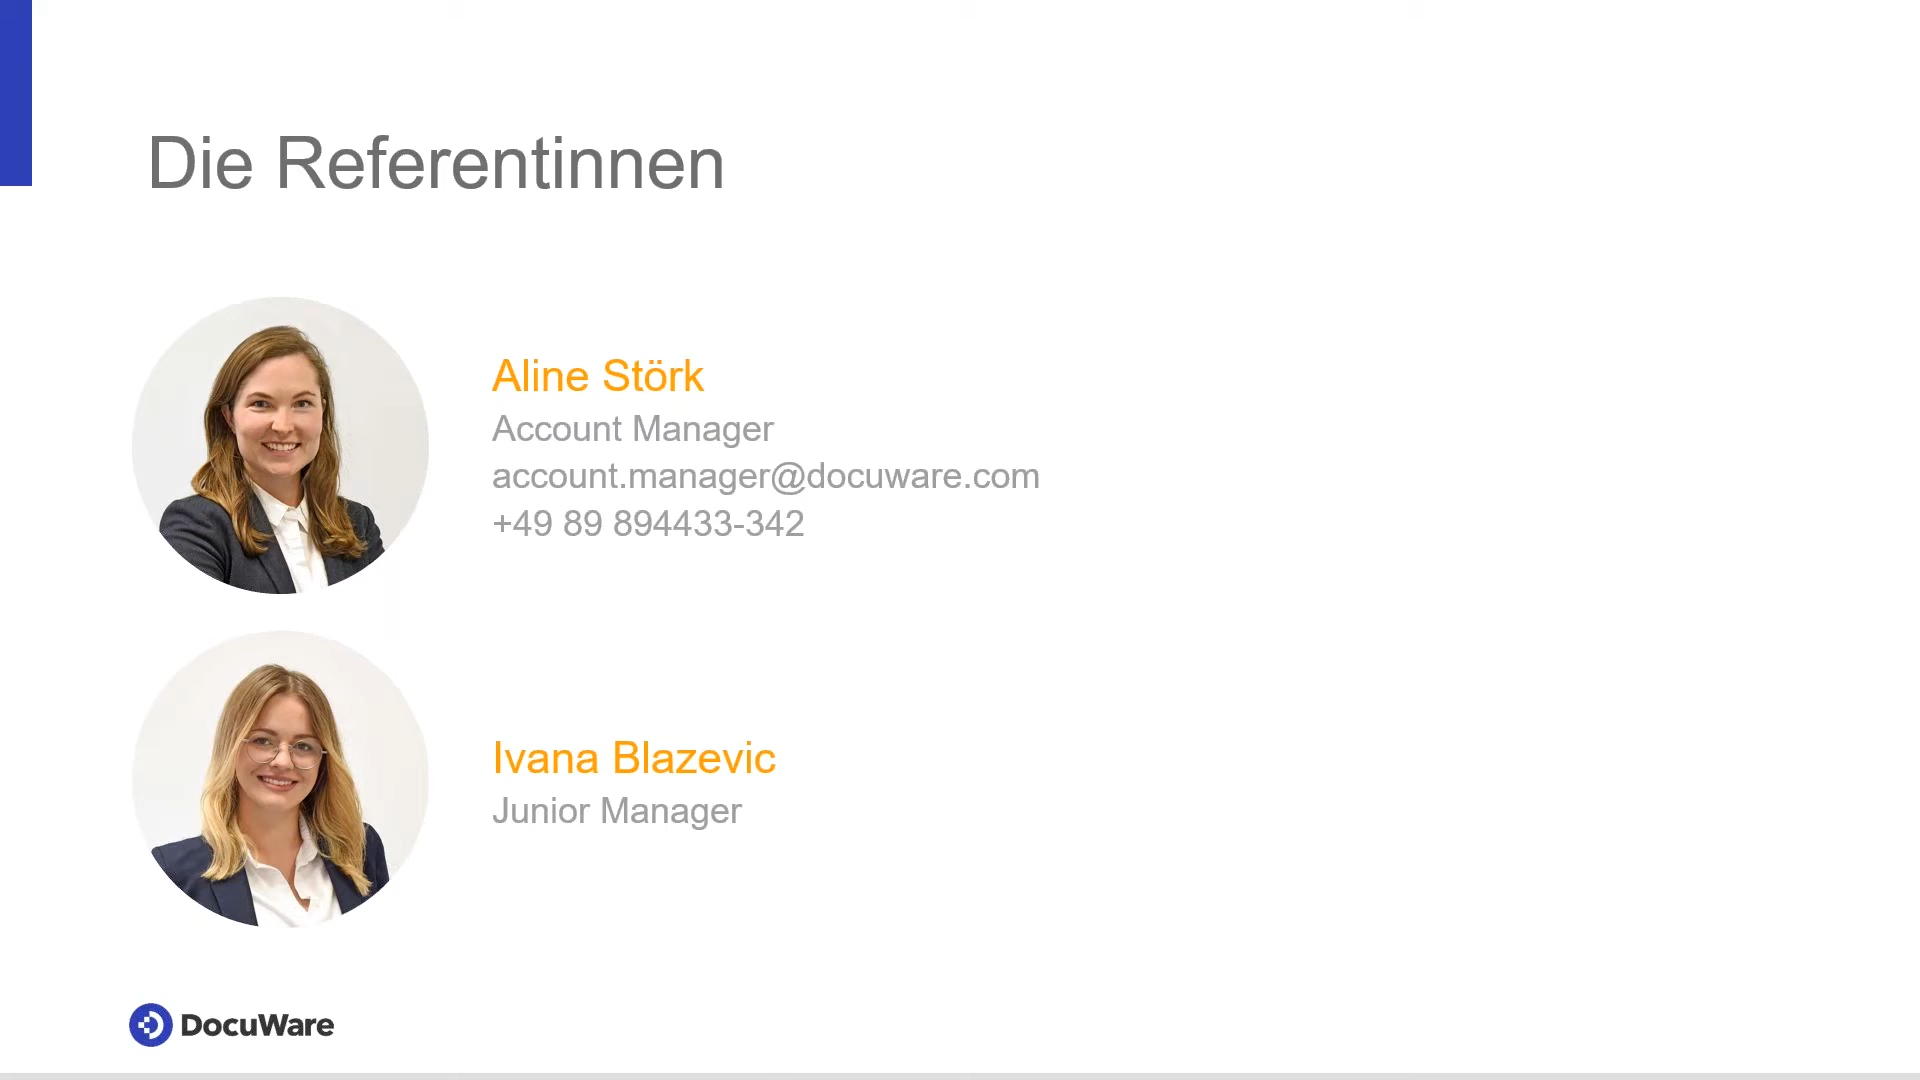 Die Referentinnen
Aline Störk
Account Manager
account.manager@docuware.com
+49 89 894433-342
Ivana Blazevic
Junior Manager
DocuWare